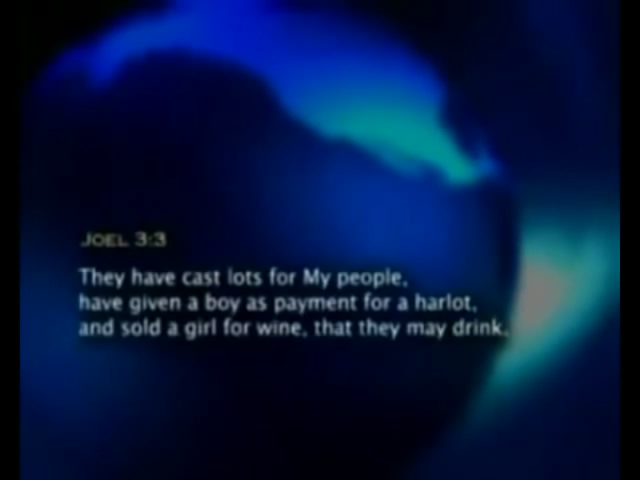 JOEL 3:3
They have cast lots for My people,
have given a boy as payment for a harlot,
and sold a girl for wine, that they may drink.